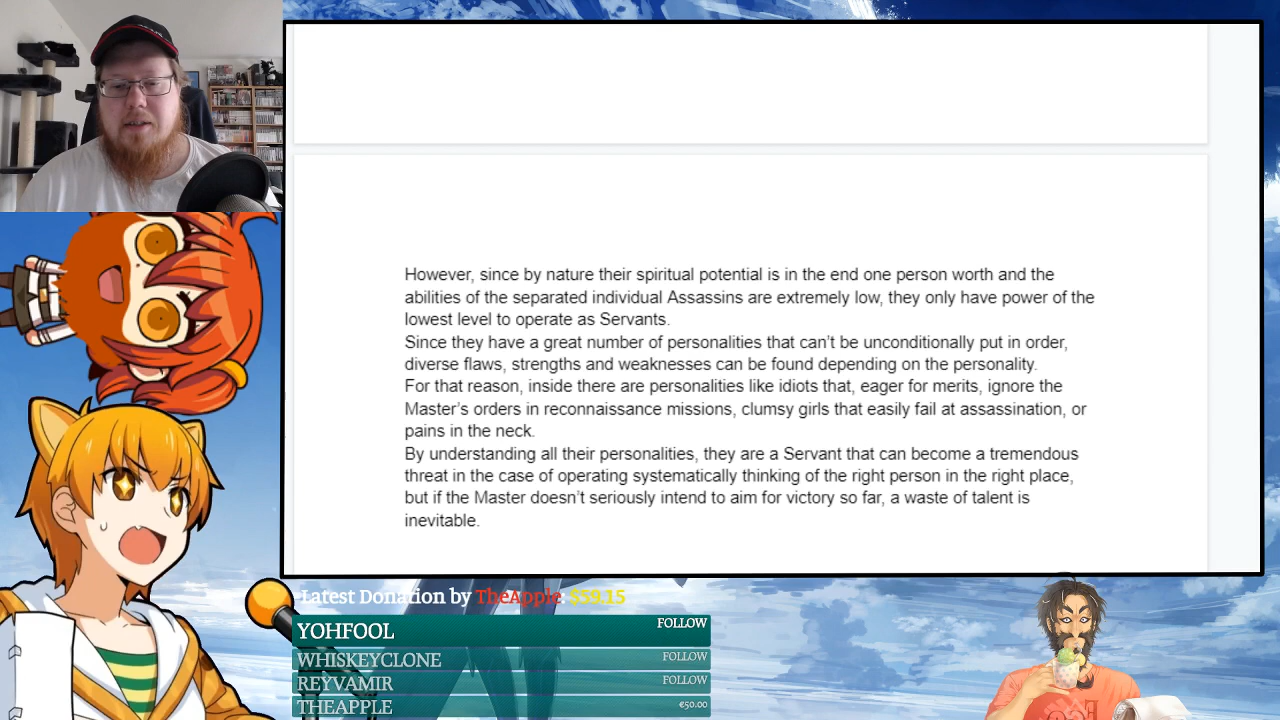 However, since by nature their spiritual potential is in the end one person worth and the
abilities of the separated individual Assassins are extremely low, they only have power of the
lowest level to operate as Servants.
Since they have a great number of personalities that can't be unconditionally put in order,
diverse flaws, strengths and weaknesses can be found depending on the personality.
For that reason, inside there are personalities like idiots that, eager for merits, ignore the
Master's orders in reconnaissance missions, clumsy girls that easily fail at assassination, or
pains in the neck.
By understanding all their personalities, they are a Servant that can become a tremendous
threat in the case of operating systematically thinking of the right person in the right place,
but if the Master doesn't seriously intend to aim for victory so far, a waste of talent is
inevitable.
Latest Donation by TheApple: $59.15
YOHFOOL FOLLOW
WHISKEYCLONE FOLLOW
REYVAMIR FOLLOW
THEAPPLE €50.00